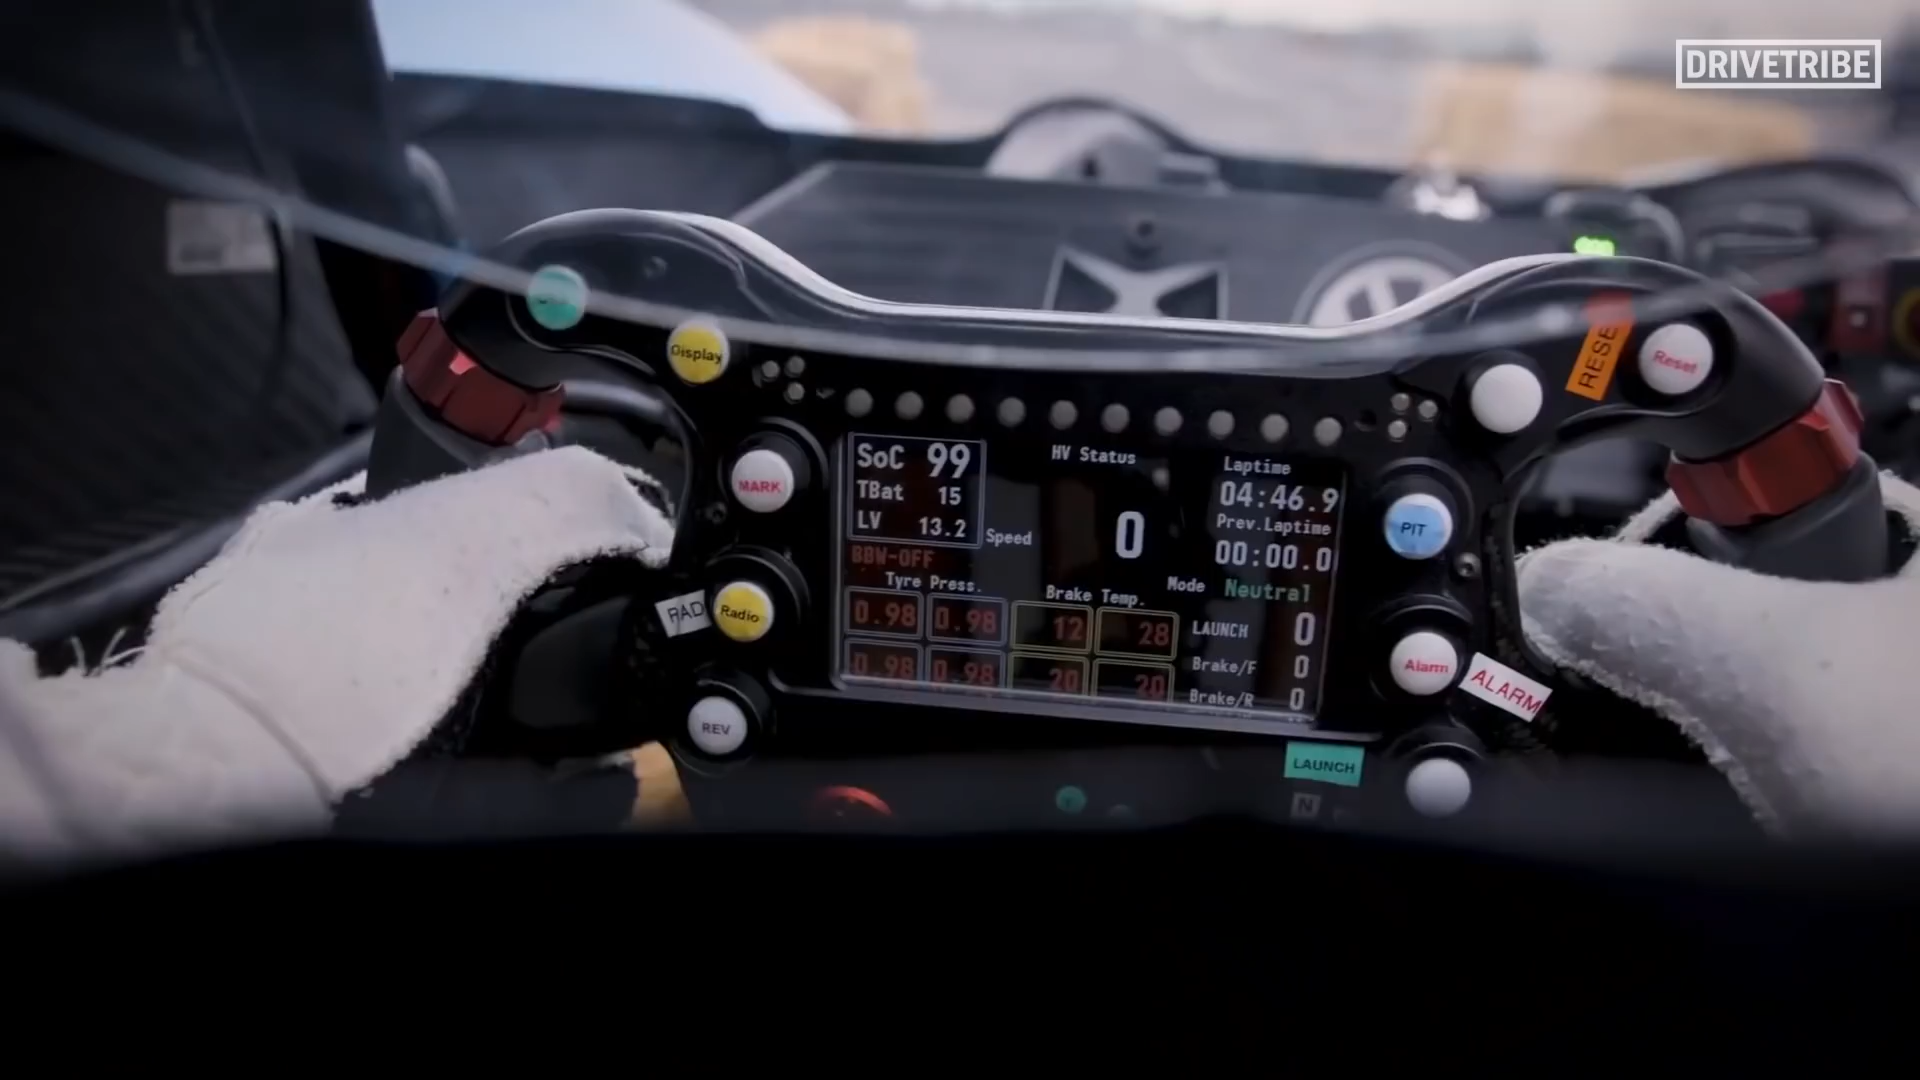 DRIVETRIBE
Display
RESE
Reset
MARK
SoC 99
TBat 15
LV 13.2
BBW-OFF
HV Status
Speed 0
Laptime
04:46.9
Prev.Laptime
00:00.0
Mode Neutral
PIT
Tyre Press.
0.98 0.98
0.98 0.98
Brake Temp.
12 28
20 20
LAUNCH 0
Brake/F 0
Brake/R 0
RAD
Radio
Alarm
ALARM
REV
LAUNCH
N